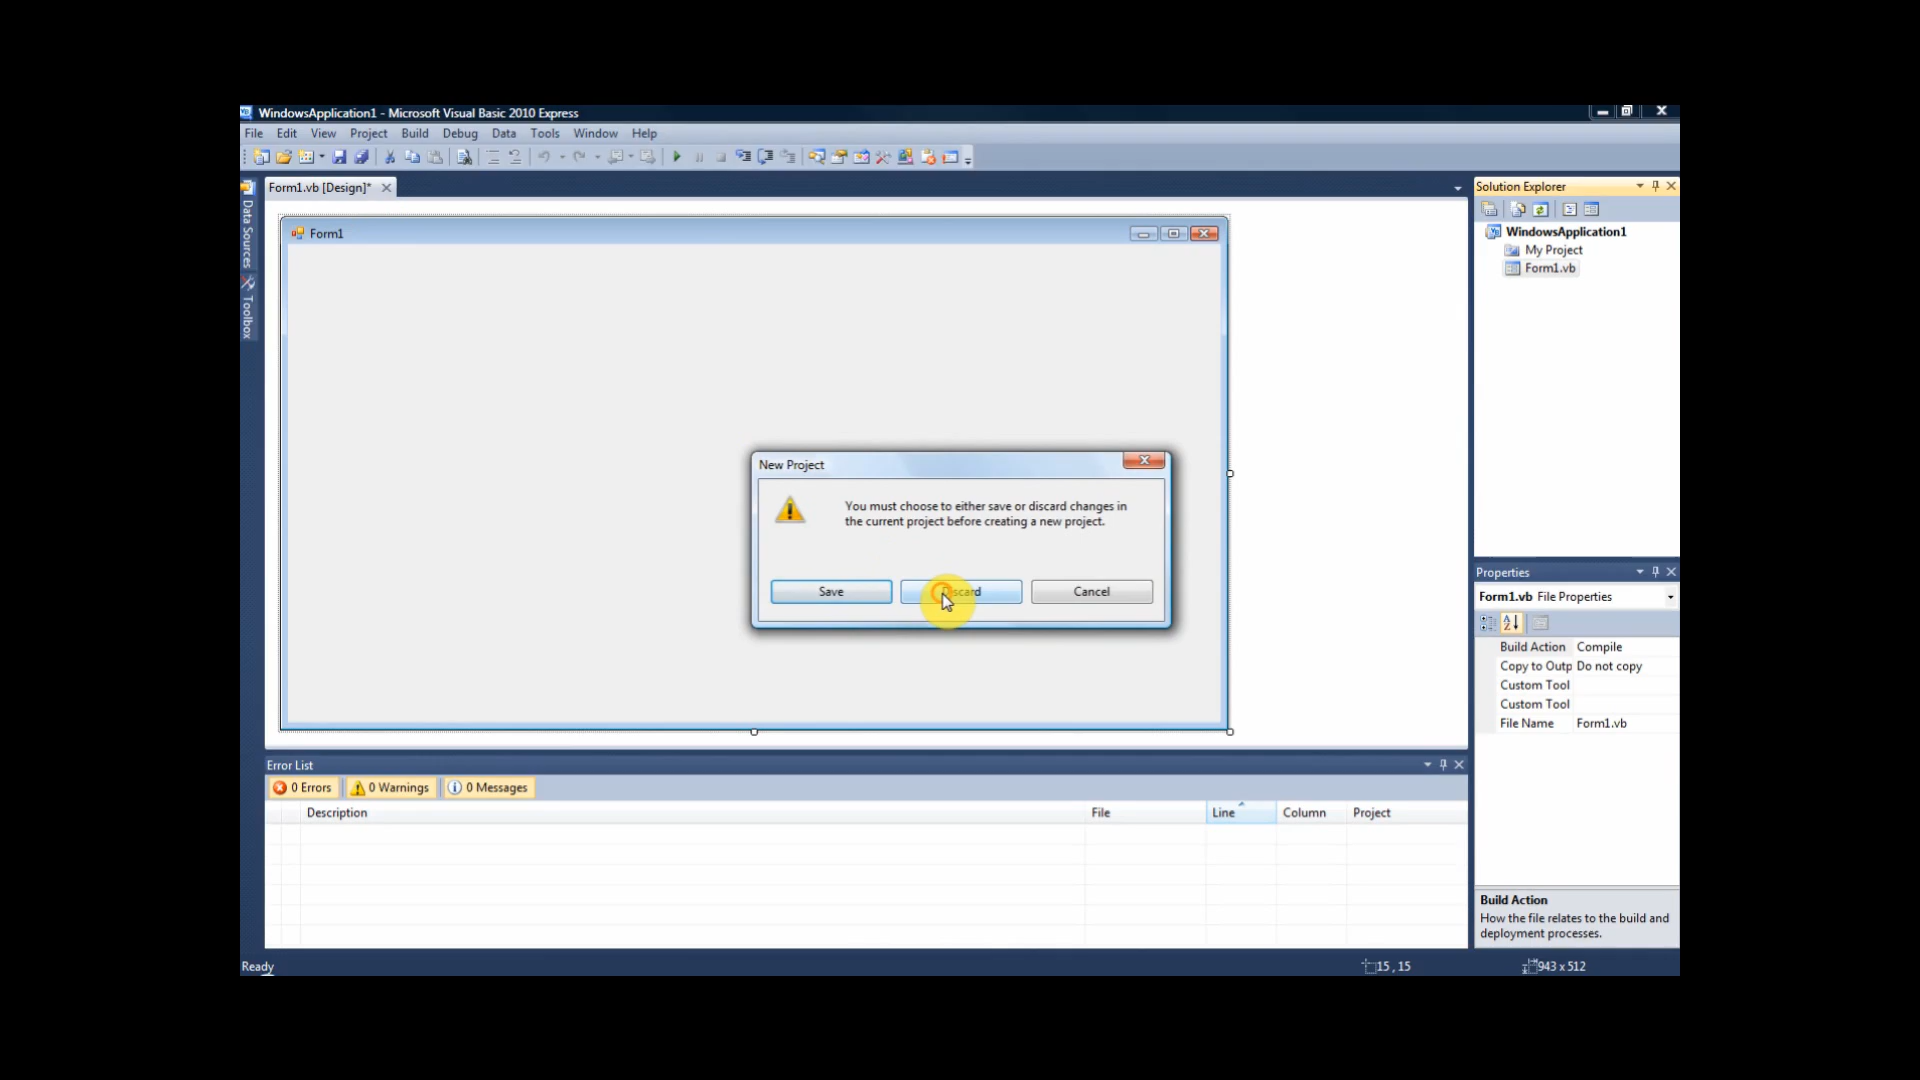 WindowsApplication1 - Microsoft Visual Basic 2010 Express
File Edit View Project Build Debug Data Tools Window Help
Data Sources
Toolbox
Form1.vb [Design]*
Form1
New Project
You must choose to either save or discard changes in
the current project before creating a new project.
Save Discard Cancel
Solution Explorer
WindowsApplication1
My Project
Form1.vb
Properties
Form1.vb File Properties
Build Action Compile
Copy to Outp Do not copy
Custom Tool
Custom Tool
File Name Form1.vb
Build Action
How the file relates to the build and
deployment processes.
Error List
0 Errors 0 Warnings 0 Messages
Description File Line Column Project
Ready 15 , 15 943 x 512